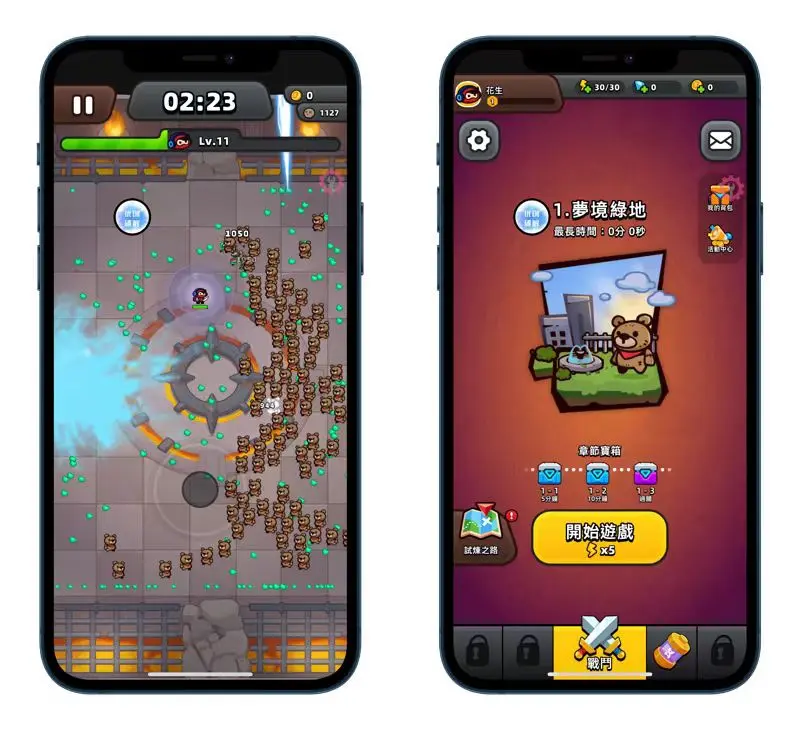 02:23
0
1127
Lv.11
1050
花生
30/30
0
0
1.夢境綠地
最長時間：0分 0秒
我的背包
活動中心
章節寶箱
1-1
5分鐘
1-2
10分鐘
1-3
過關
試煉之路
開始遊戲
x5
戰鬥